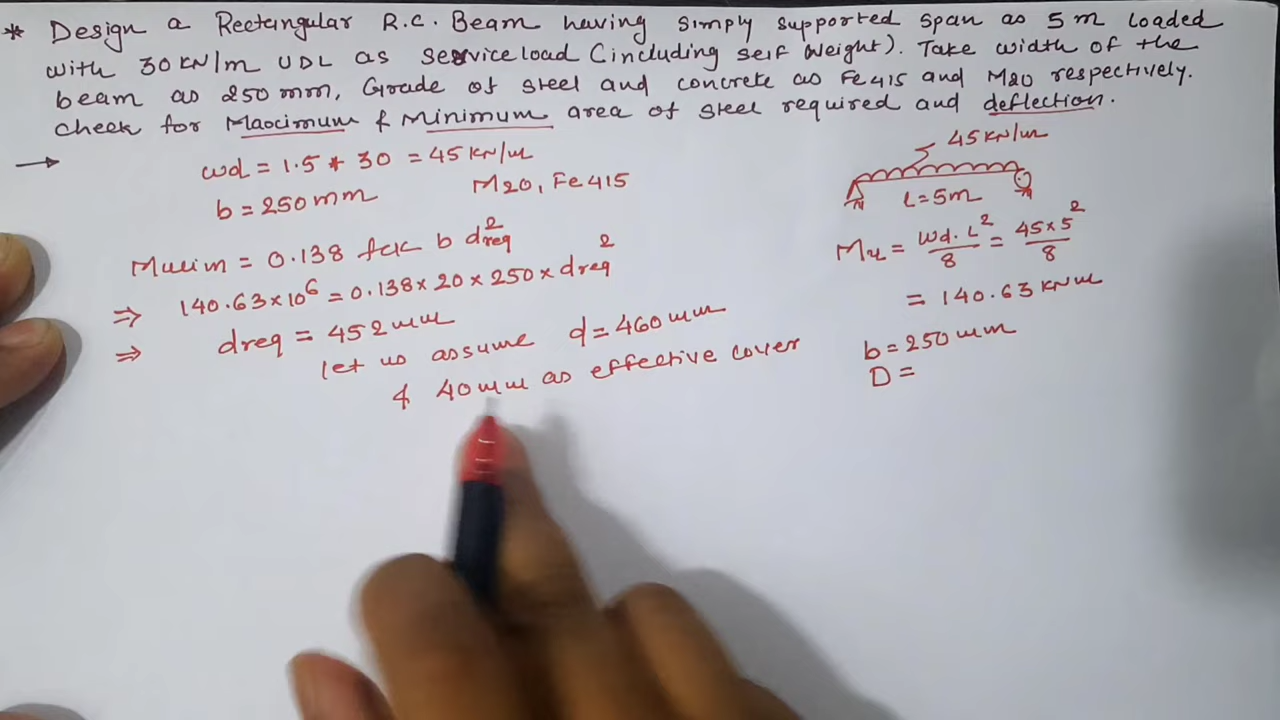 * Design a Rectangular R.C. Beam having simply supported span as 5 m loaded
with 30 KN/m UDL as service load (including self weight). Take width of the
beam as 250 mm, Grade of steel and concrete as Fe415 and M20 respectively.
check for Maximum & Minimum area of steel required and deflection.
→ wd = 1.5 * 30 = 45 KN/m
b = 250 mm M20, Fe415
Mulim = 0.138 fck b dreq²
⇒ 140.63 × 10⁶ = 0.138 × 20 × 250 × dreq²
⇒ dreq = 452 mm
let us assume d = 460 mm
& 40 mm as effective cover
45 KN/m
L = 5m
Mu = wd. L²/8 = 45 × 5²/8
= 140.63 KNm
b = 250 mm
D =